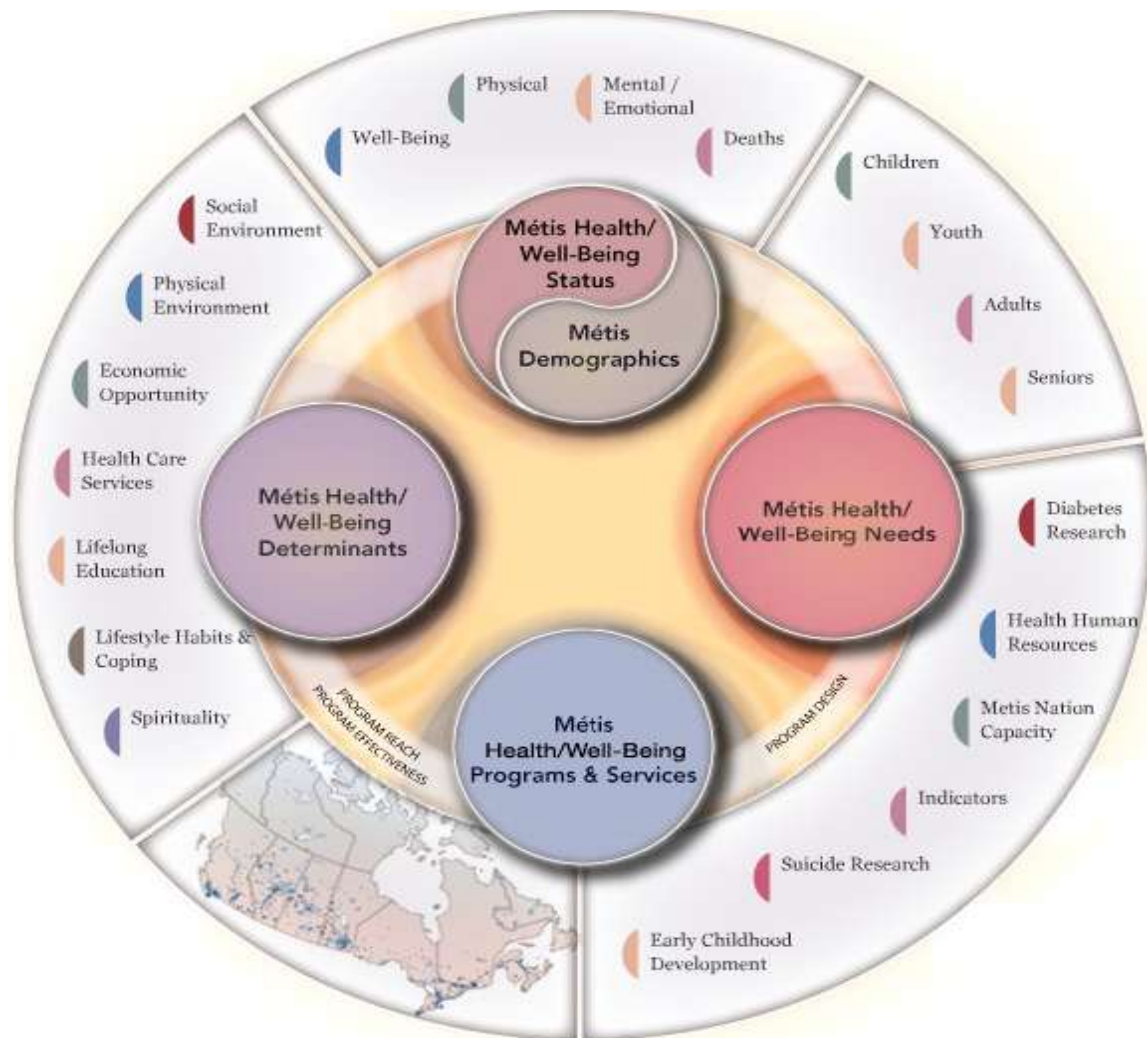 Physical
Mental /
Emotional
Well-Being
Deaths
Children
Youth
Adults
Seniors
Social
Environment
Physical
Environment
Economic
Opportunity
Health Care
Services
Lifelong
Education
Lifestyle Habits &
Coping
Spirituality
Métis Health/
Well-Being
Status
Métis
Demographics
Métis Health/
Well-Being
Determinants
Métis Health/
Well-Being Needs
Métis
Health/Well-Being
Programs & Services
PROGRAM REACH
PROGRAM EFFECTIVENESS
PROGRAM DESIGN
Diabetes
Research
Health Human
Resources
Metis Nation
Capacity
Indicators
Suicide Research
Early Childhood
Development